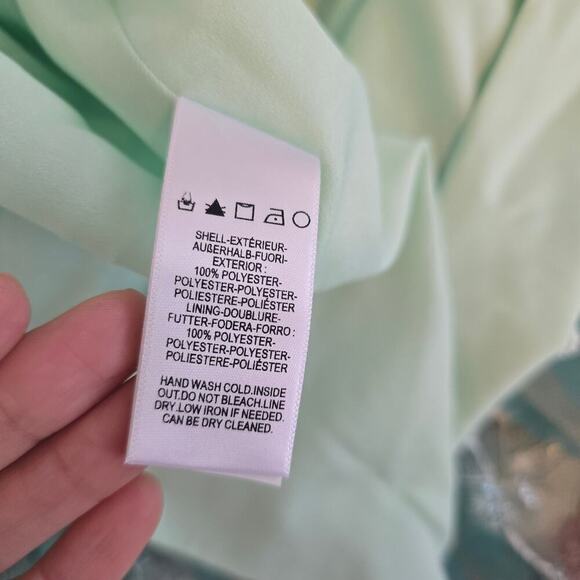 SHELL-EXTÉRIEUR-
AUßERHALB-FUORI-
EXTERIOR :
100% POLYESTER-
POLYESTER-POLYESTER-
POLIESTERE-POLIÉSTER
LINING-DOUBLURE-
FUTTER-FODERA-FORRO :
100% POLYESTER-
POLYESTER-POLYESTER-
POLIESTERE-POLIÉSTER
HAND WASH COLD.INSIDE
OUT.DO NOT BLEACH.LINE
DRY.LOW IRON IF NEEDED.
CAN BE DRY CLEANED.